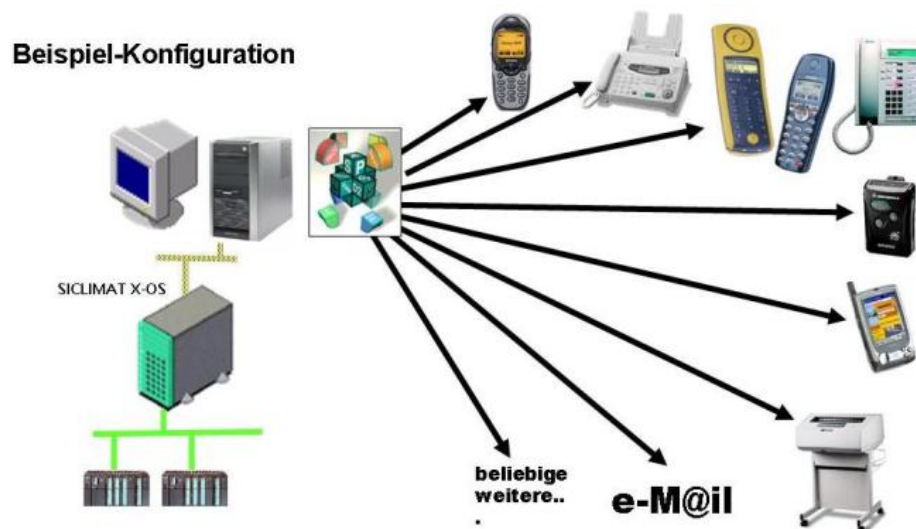 Beispiel-Konfiguration
SICLIMAT X-OS
beliebige
weitere..
.
e-M@il